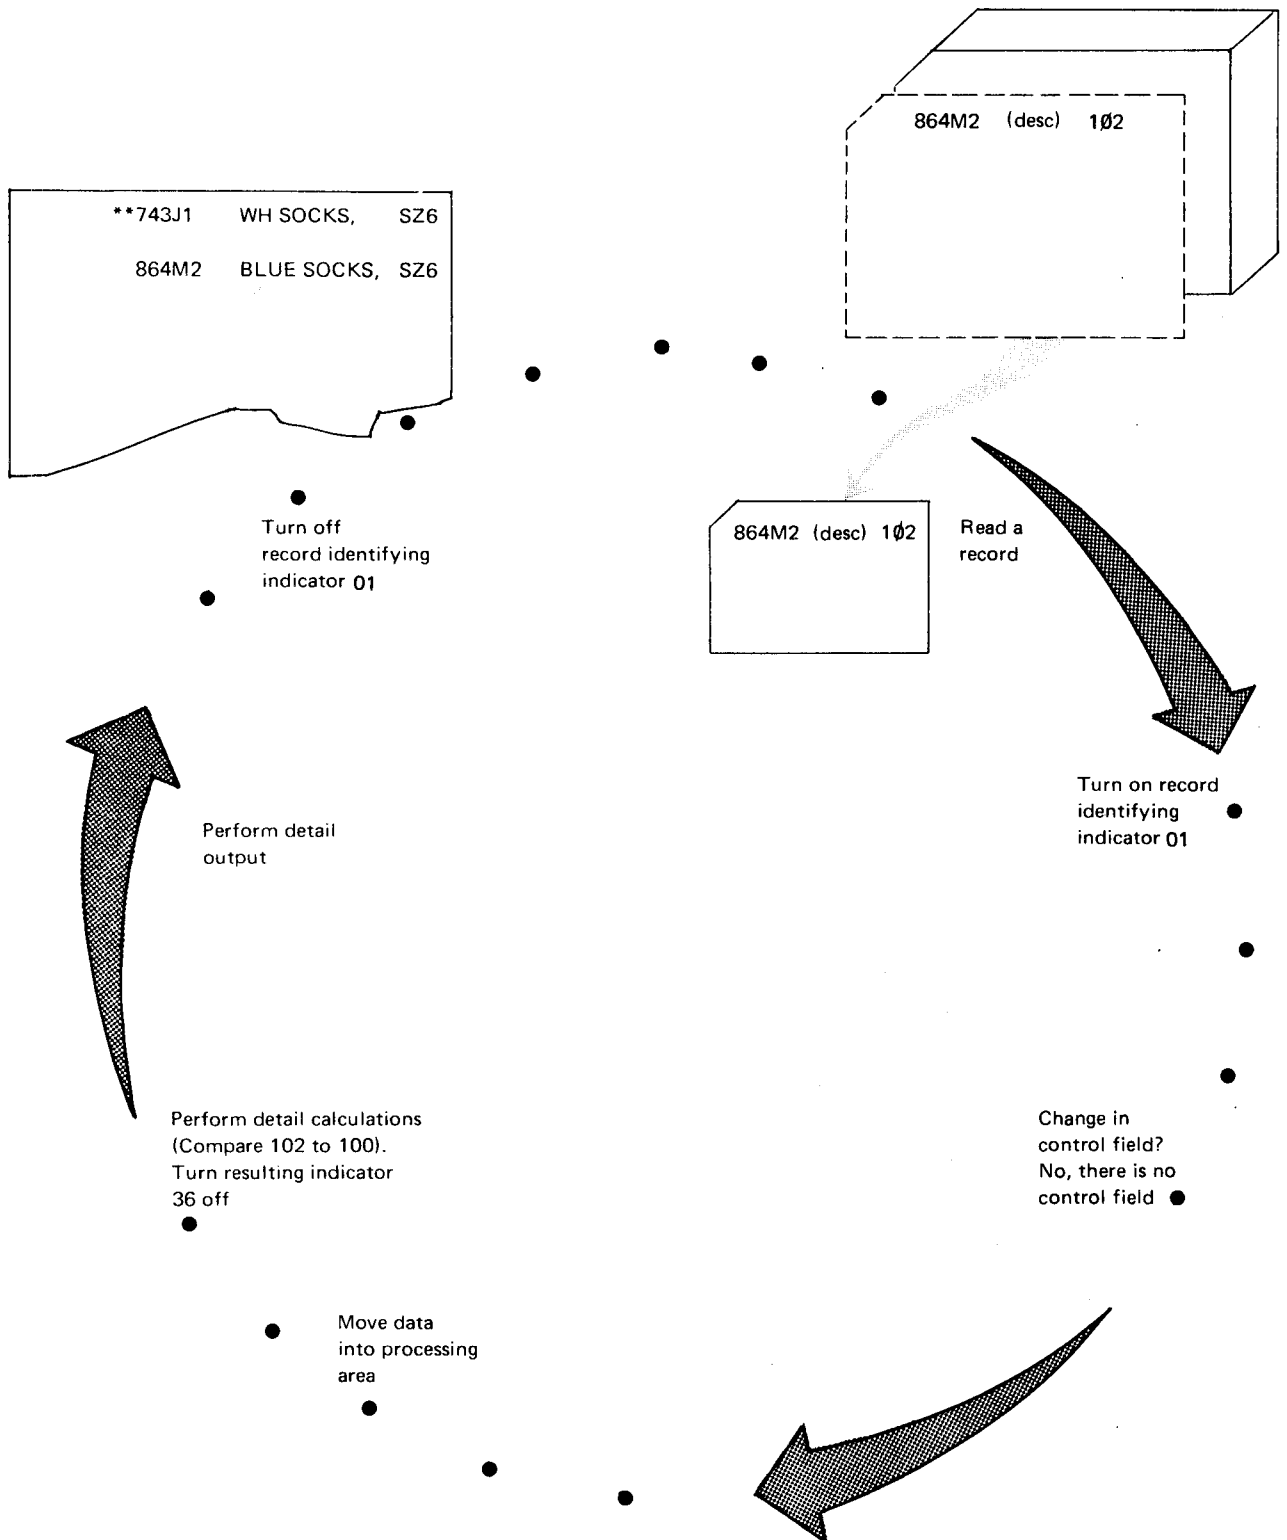 864M2 (desc) 1Ø2
**743J1 WH SOCKS, SZ6
864M2 BLUE SOCKS, SZ6
Turn off
record identifying
indicator 01
864M2 (desc) 1Ø2
Read a
record
Turn on record
identifying
indicator 01
Perform detail
output
Change in
control field?
No, there is no
control field
Perform detail calculations
(Compare 102 to 100).
Turn resulting indicator
36 off
Move data
into processing
area